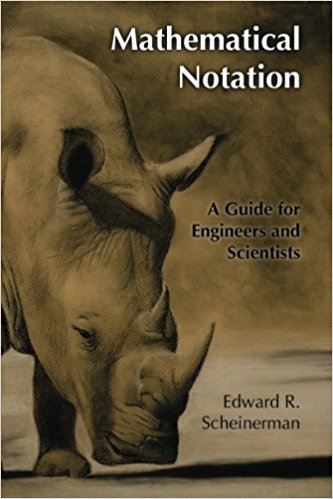 Mathematical
Notation
A Guide for
Engineers and
Scientists
Edward R.
Scheinerman